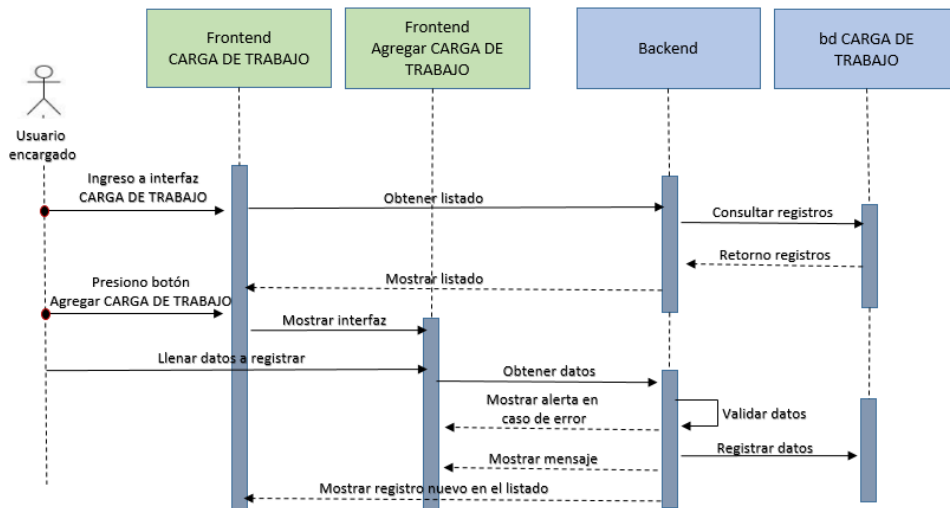 Frontend
CARGA DE TRABAJO
Frontend
Agregar CARGA DE
TRABAJO
Backend
bd CARGA DE
TRABAJO
Usuario
encargado
Ingreso a interfaz
CARGA DE TRABAJO
Obtener listado
Consultar registros
Retorno registros
Mostrar listado
Presiono botón
Agregar CARGA DE TRABAJO
Mostrar interfaz
Llenar datos a registrar
Obtener datos
Mostrar alerta en
caso de error
Validar datos
Registrar datos
Mostrar mensaje
Mostrar registro nuevo en el listado